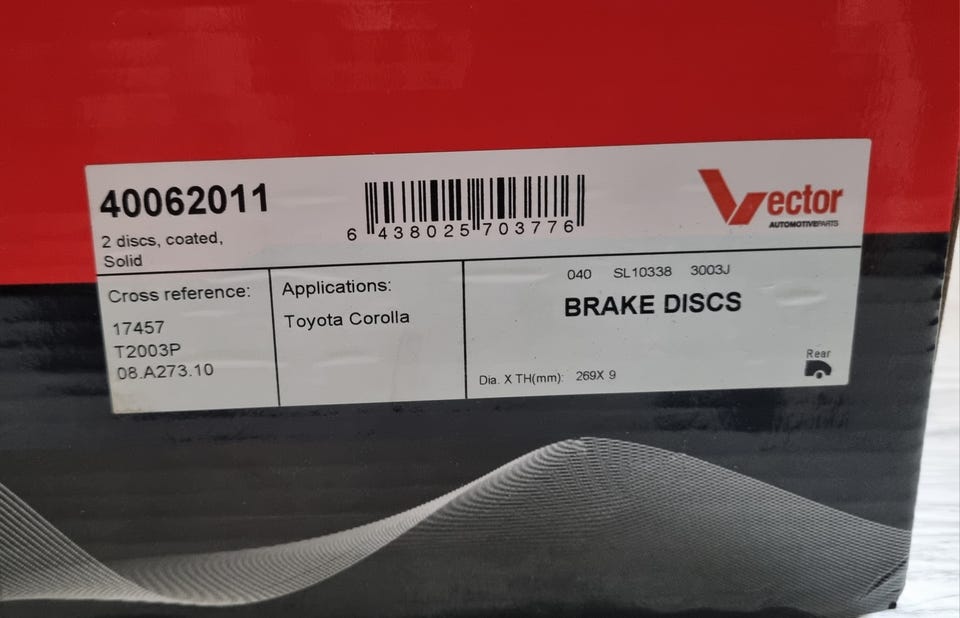 40062011
2 discs, coated,
Solid
6 438025 703776
Vector
AUTOMOTIVEPARTS
Cross reference:
17457
T2003P
08.A273.10
Applications:
Toyota Corolla
040 SL10338 3003J
BRAKE DISCS
Dia. X TH(mm): 269X 9
Rear